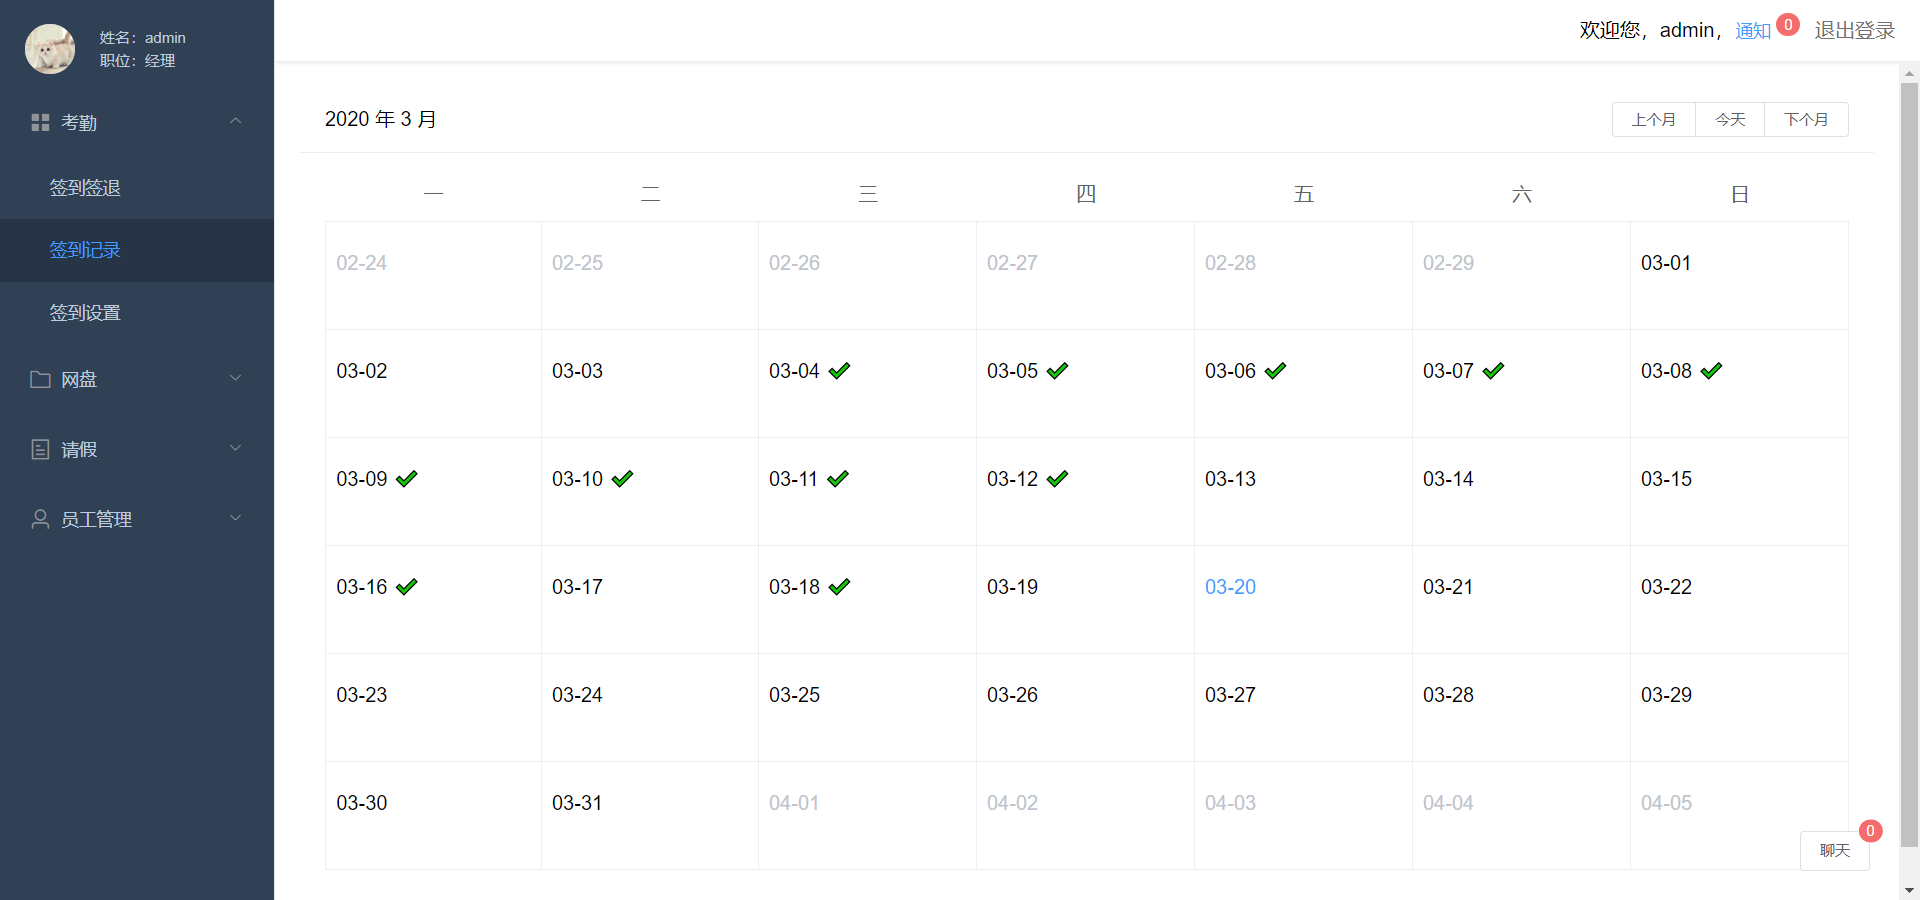 姓名：admin
职位：经理
考勤
签到签退
签到记录
签到设置
网盘
请假
员工管理
欢迎您，admin， 通知 0 退出登录
2020 年 3 月
上个月 今天 下个月
一 二 三 四 五 六 日
02-24 02-25 02-26 02-27 02-28 02-29 03-01
03-02 03-03 03-04 ✔ 03-05 ✔ 03-06 ✔ 03-07 ✔ 03-08 ✔
03-09 ✔ 03-10 ✔ 03-11 ✔ 03-12 ✔ 03-13 03-14 03-15
03-16 ✔ 03-17 03-18 ✔ 03-19 03-20 03-21 03-22
03-23 03-24 03-25 03-26 03-27 03-28 03-29
03-30 03-31 04-01 04-02 04-03 04-04 04-05
聊天 0